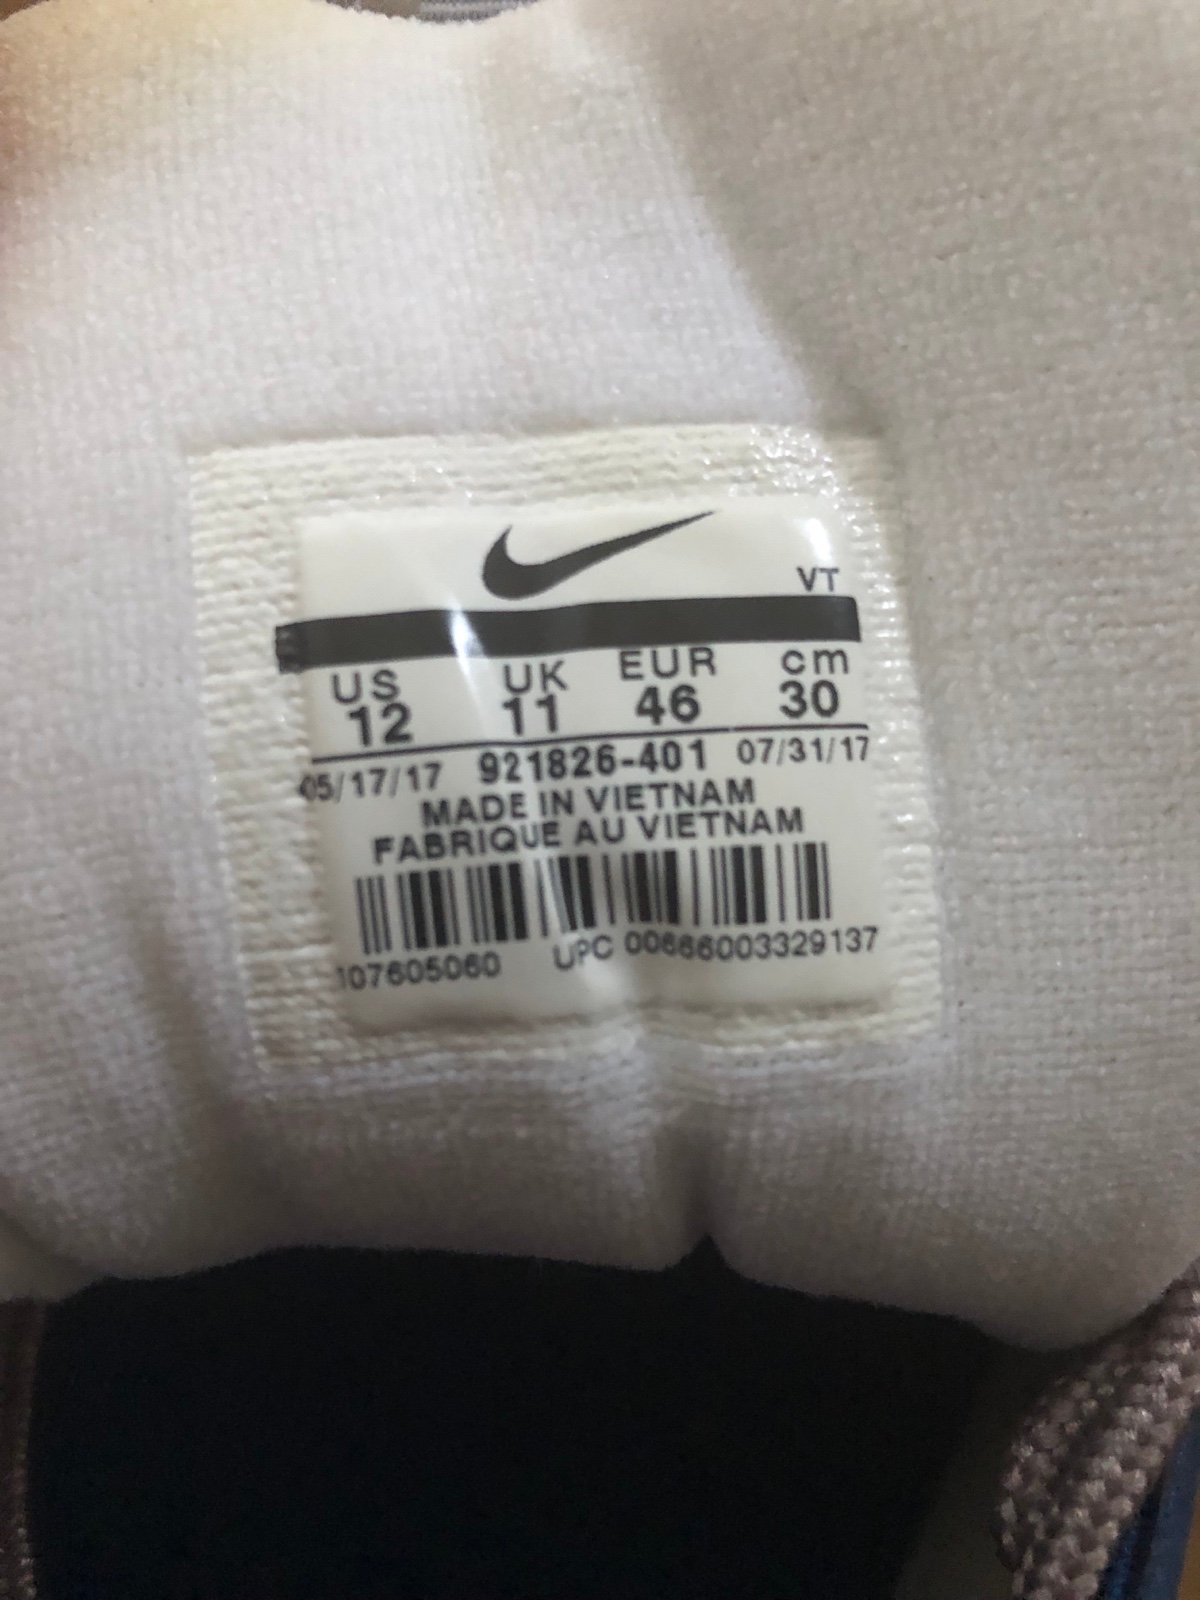 VT
US UK EUR cm
12 11 46 30
05/17/17 921826-401 07/31/17
MADE IN VIETNAM
FABRIQUE AU VIETNAM
107605060 UPC 00666003329137